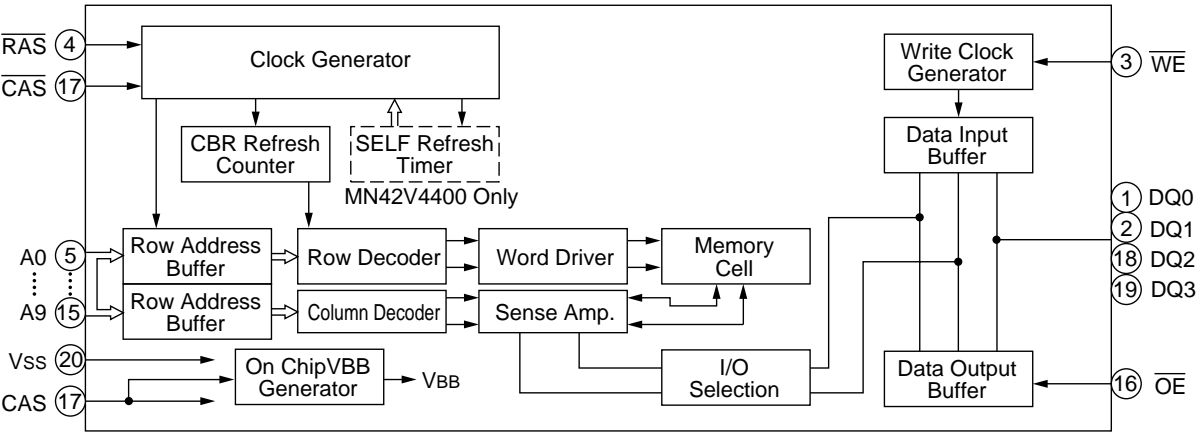 RAS 4
CAS 17
Clock Generator
Write Clock
Generator
3 WE
CBR Refresh
Counter
SELF Refresh
Timer
MN42V4400 Only
Data Input
Buffer
1 DQ0
2 DQ1
18 DQ2
19 DQ3
A0 5
A9 15
Row Address
Buffer
Row Decoder
Word Driver
Memory
Cell
Row Address
Buffer
Column Decoder
Sense Amp.
Vss 20
CAS 17
On ChipVBB
Generator
VBB
I/O
Selection
Data Output
Buffer
16 OE